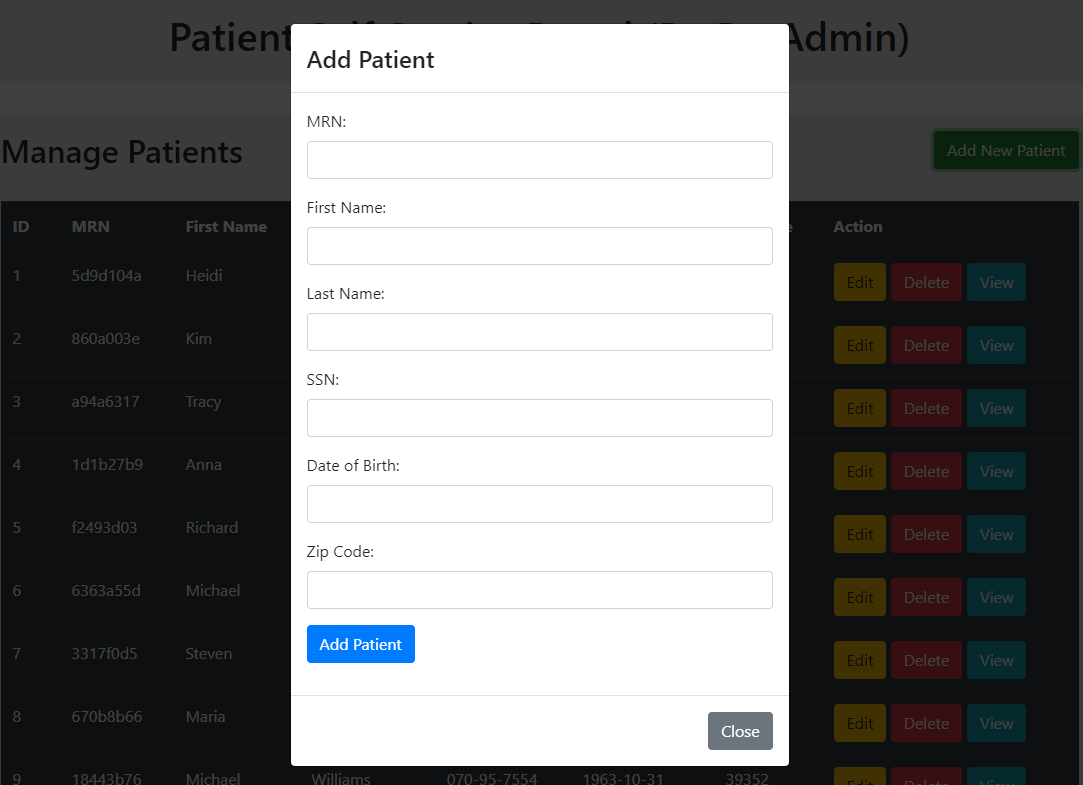 Patient Admin)
Add Patient
MRN:
Manage Patients
Add New Patient
First Name:
ID MRN First Name Action
1 5d9d104a Heidi Edit Delete View
Last Name:
2 860a003e Kim Edit Delete View
SSN:
3 a94a6317 Tracy Edit Delete View
Date of Birth:
4 1d1b27b9 Anna Edit Delete View
5 f2493d03 Richard Edit Delete View
Zip Code:
6 6363a55d Michael Edit Delete View
Add Patient
7 3317f0d5 Steven Edit Delete View
8 670b8b66 Maria Edit Delete View
Close
9 18443b76 Michael Williams 070-95-7554 1963-10-31 39352 Edit Delete View